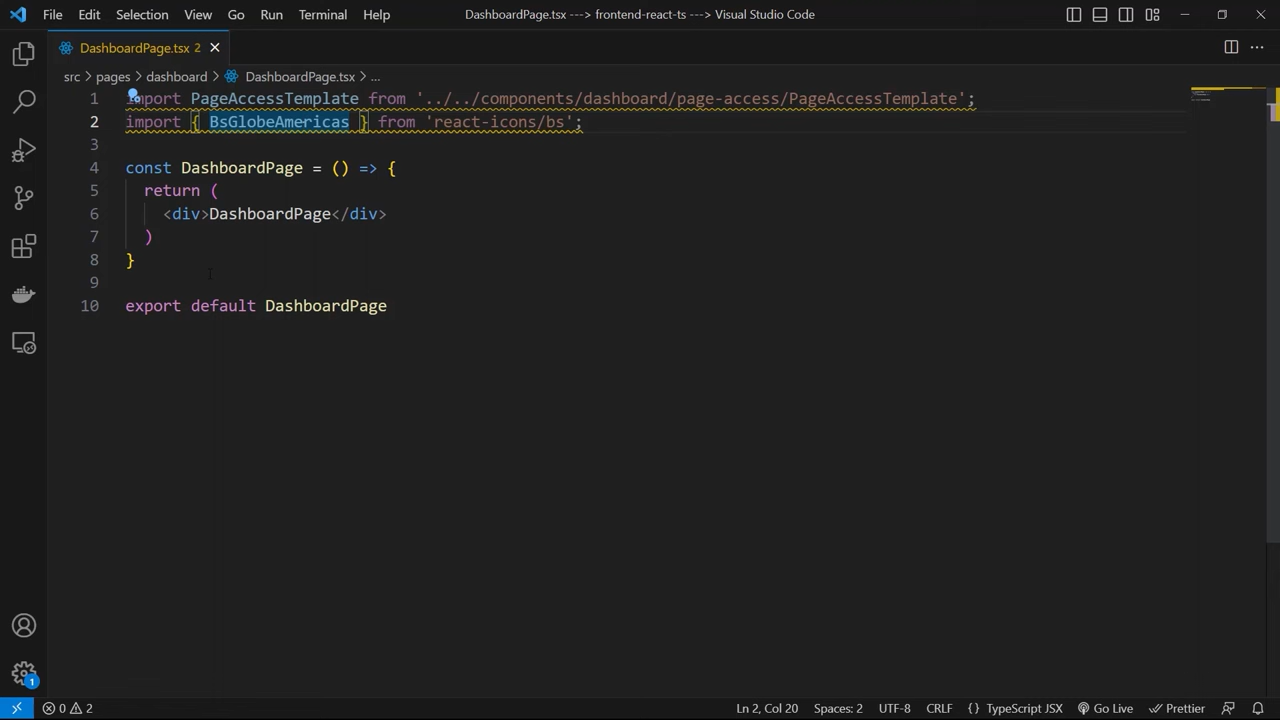 File Edit Selection View Go Run Terminal Help DashboardPage.tsx ---> frontend-react-ts ---> Visual Studio Code
DashboardPage.tsx 2
src > pages > dashboard > DashboardPage.tsx > ...
1 import PageAccessTemplate from '../../components/dashboard/page-access/PageAccessTemplate';
2 import { BsGlobeAmericas } from 'react-icons/bs';
3
4 const DashboardPage = () => {
5 return (
6 <div>DashboardPage</div>
7 )
8 }
9
10 export default DashboardPage
1
0 2 Ln 2, Col 20 Spaces: 2 UTF-8 CRLF { } TypeScript JSX Go Live Prettier